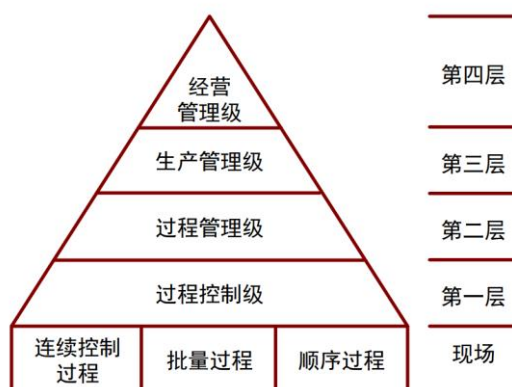 经营
管理级
第四层
生产管理级
第三层
过程管理级
第二层
过程控制级
第一层
连续控制
过程
批量过程
顺序过程
现场